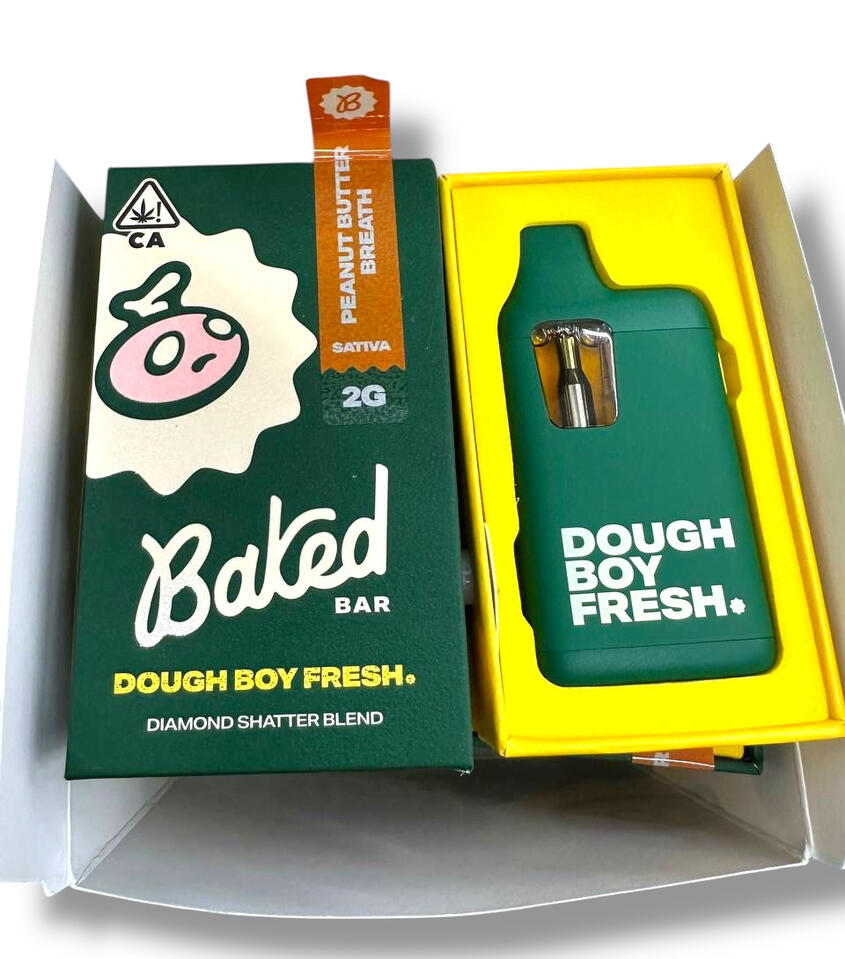 B
PEANUT BUTTER
BREATH
SATIVA
2G
CA
Baked
BAR
DOUGH BOY FRESH.
DIAMOND SHATTER BLEND
DOUGH
BOY
FRESH.